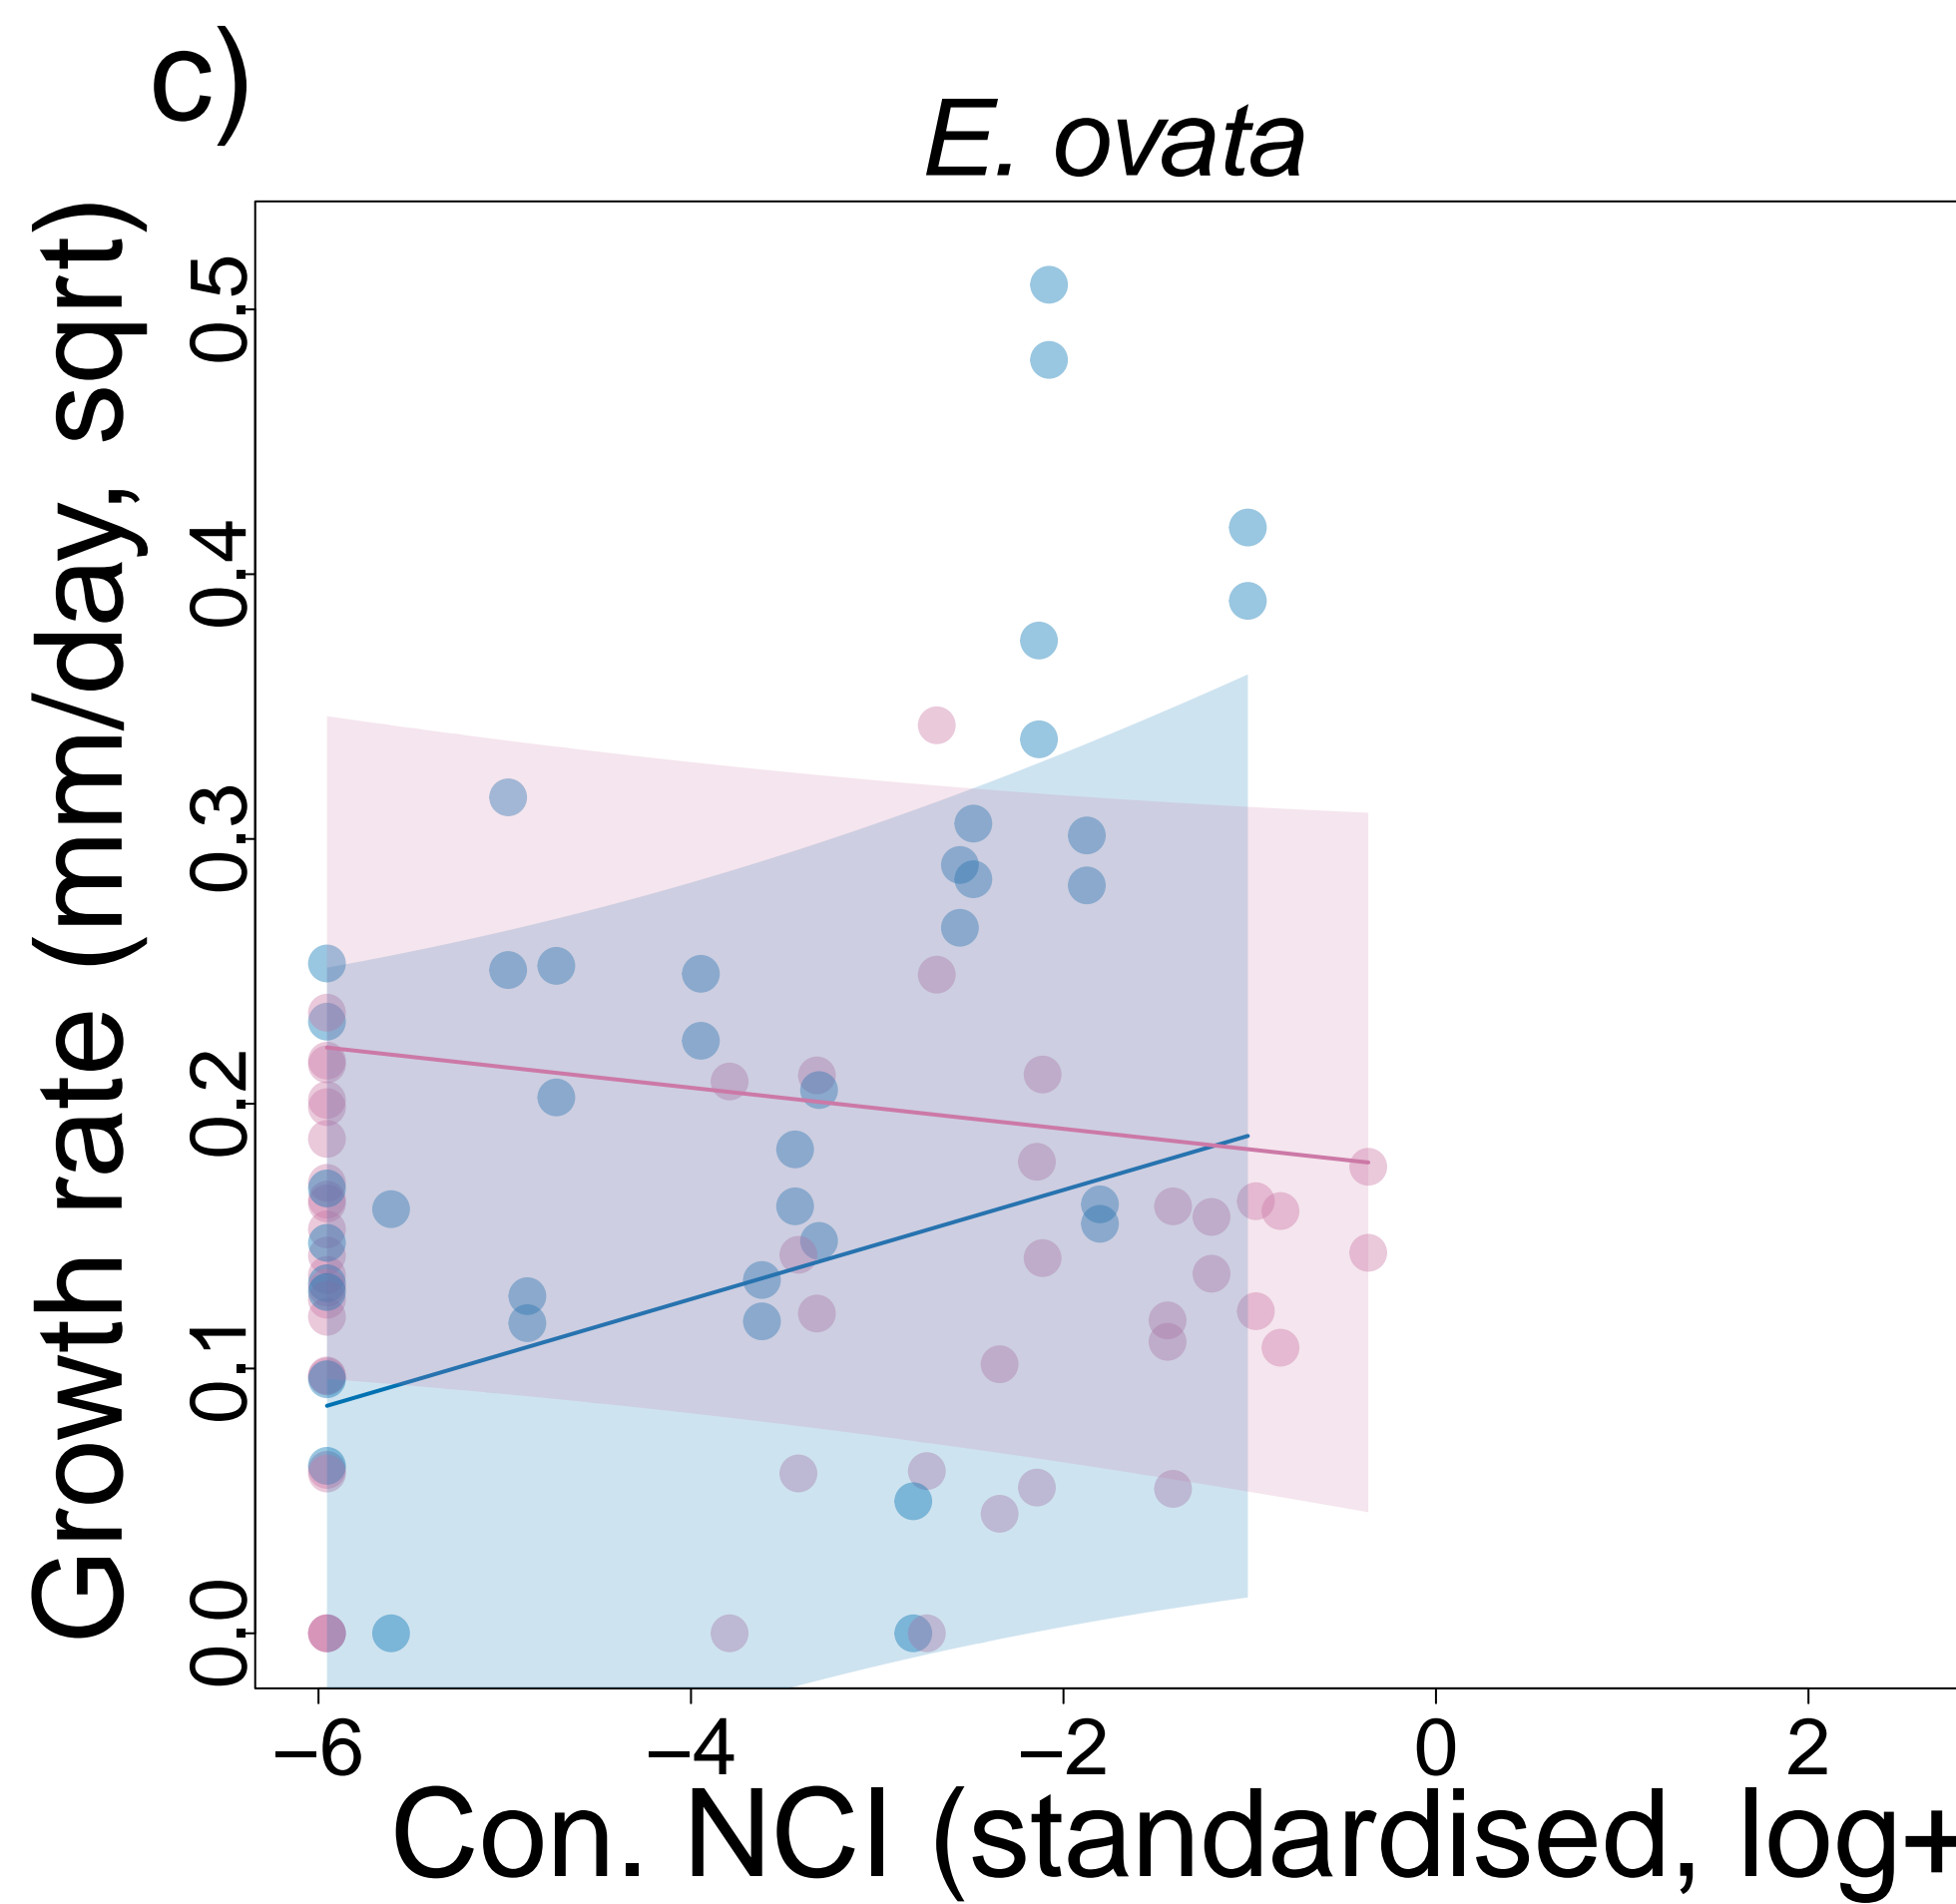 c)
E. ovata
Growth rate (mm/day, sqrt)
0.5
0.4
0.3
0.2
0.1
0.0
−6 −4 −2 0 2
Con. NCI (standardised, log+